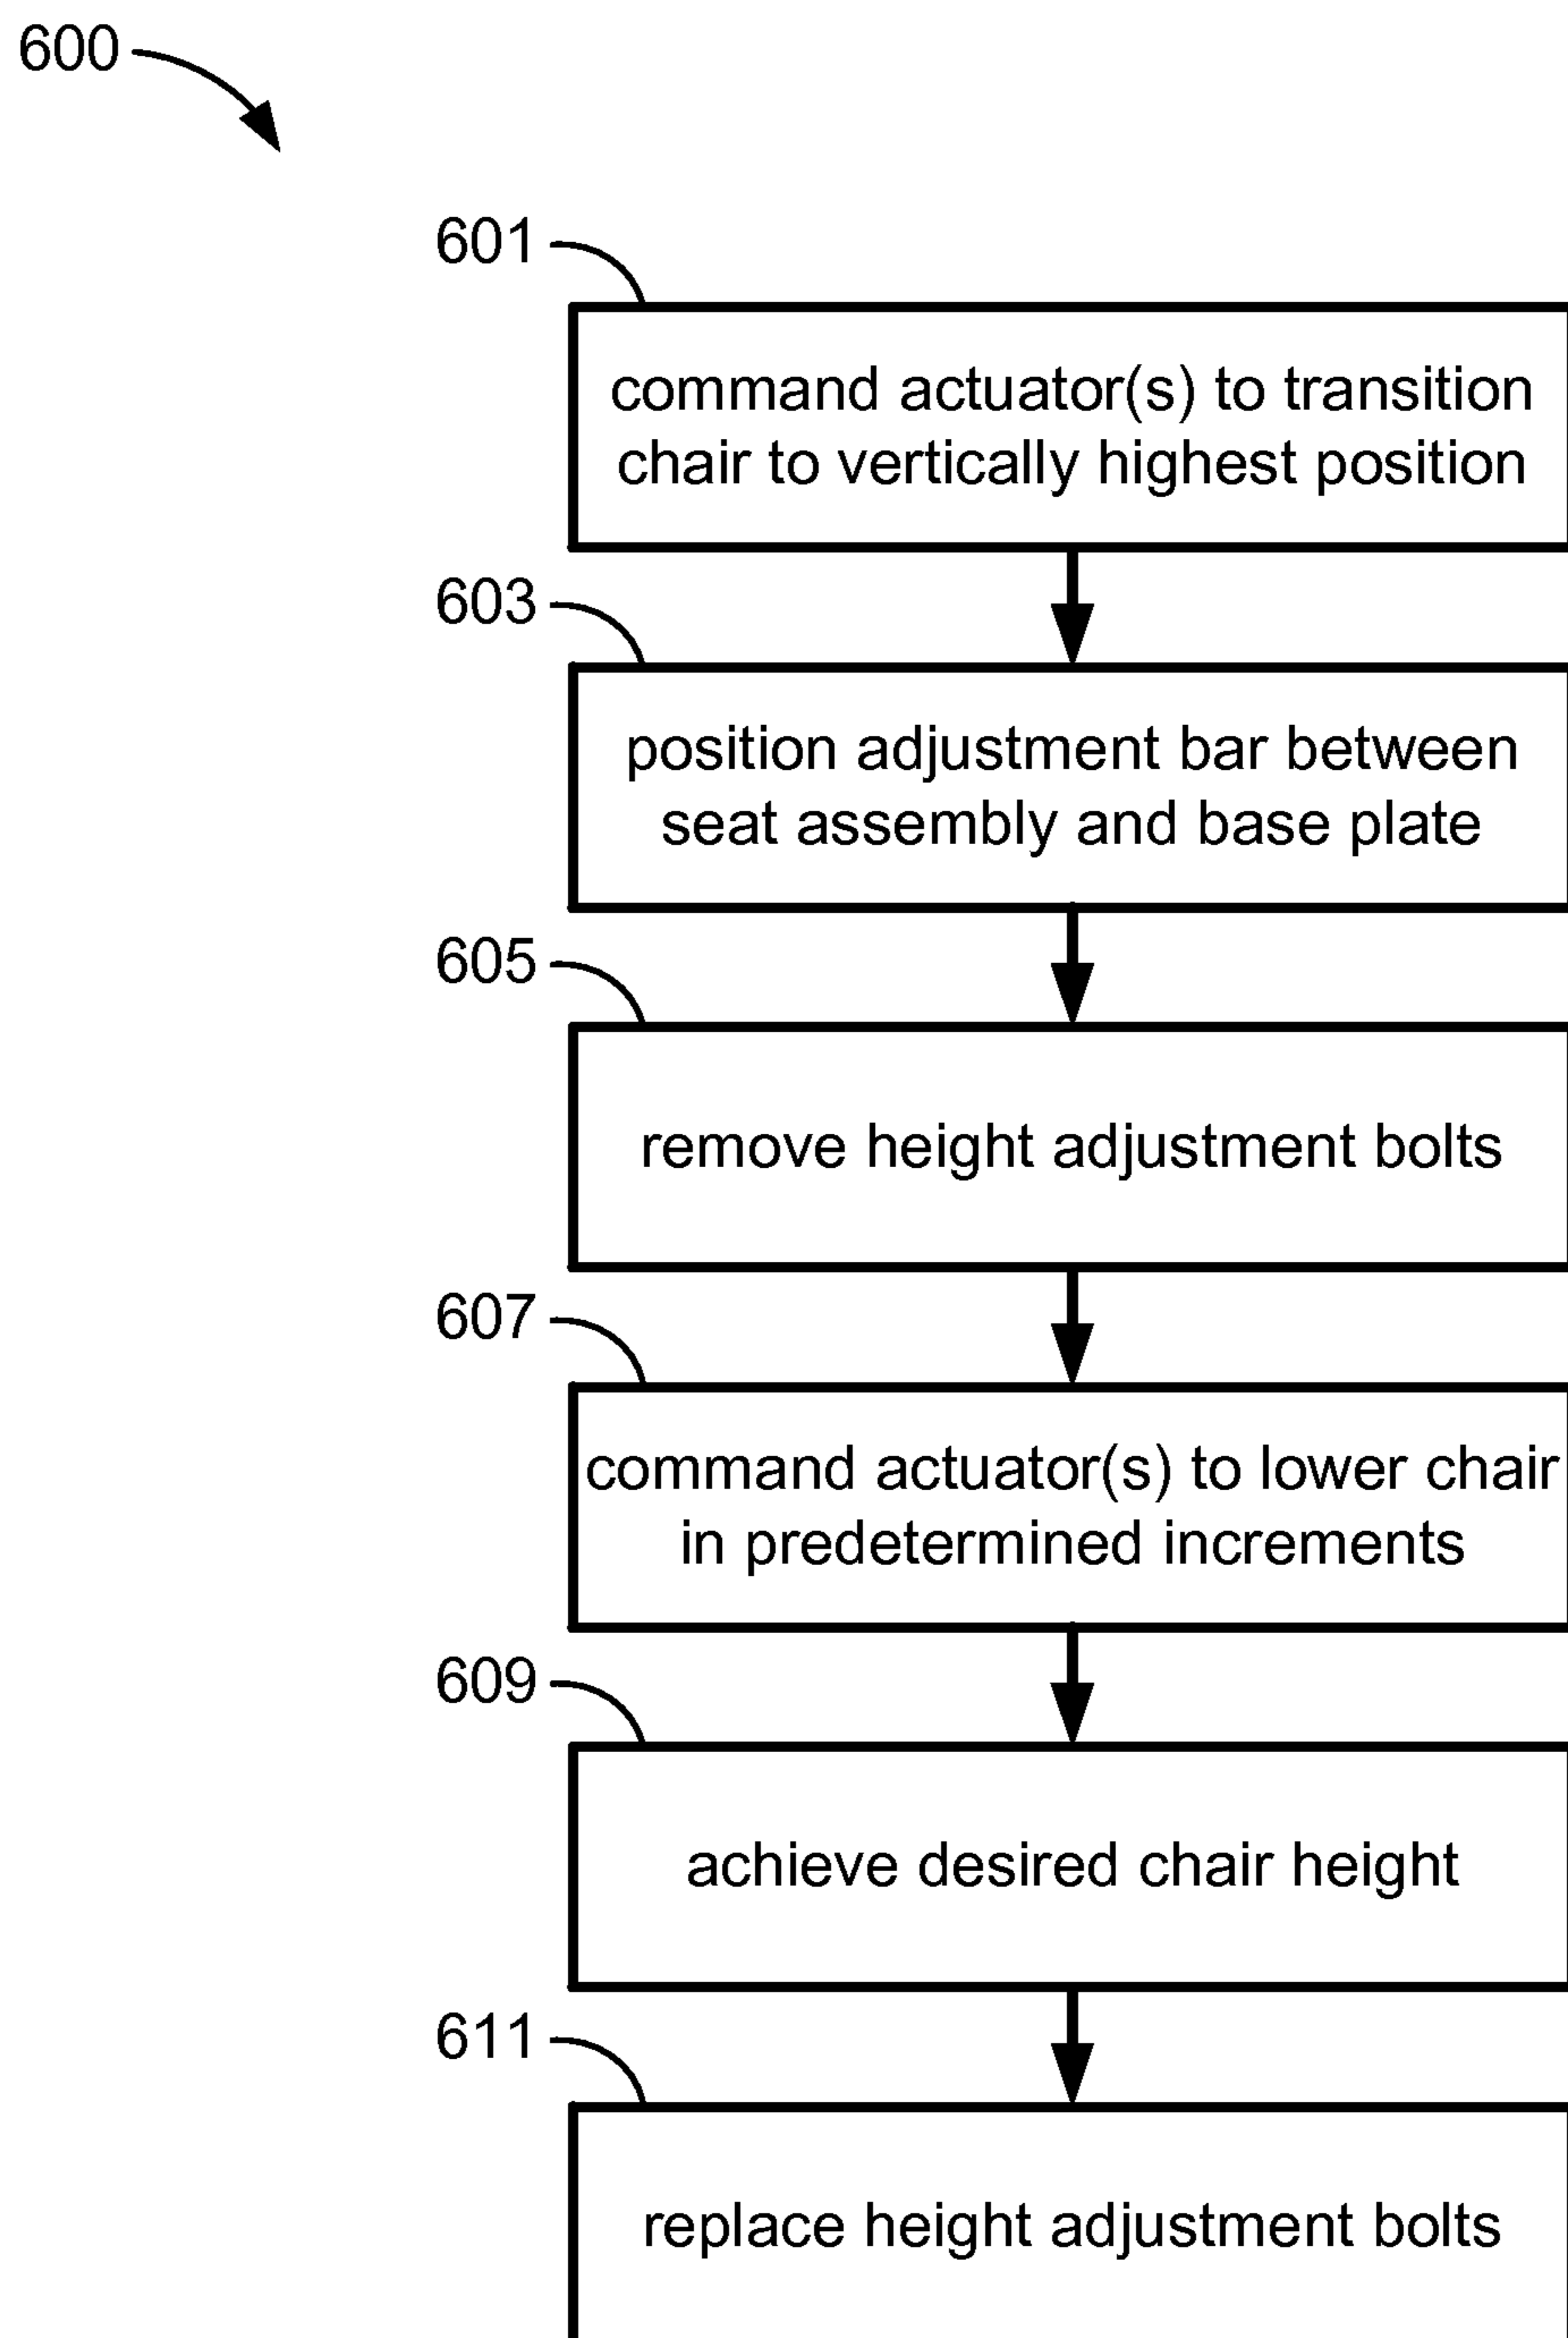 600
601
command actuator(s) to transition
chair to vertically highest position
603
position adjustment bar between
seat assembly and base plate
605
remove height adjustment bolts
607
command actuator(s) to lower chair
in predetermined increments
609
achieve desired chair height
611
replace height adjustment bolts